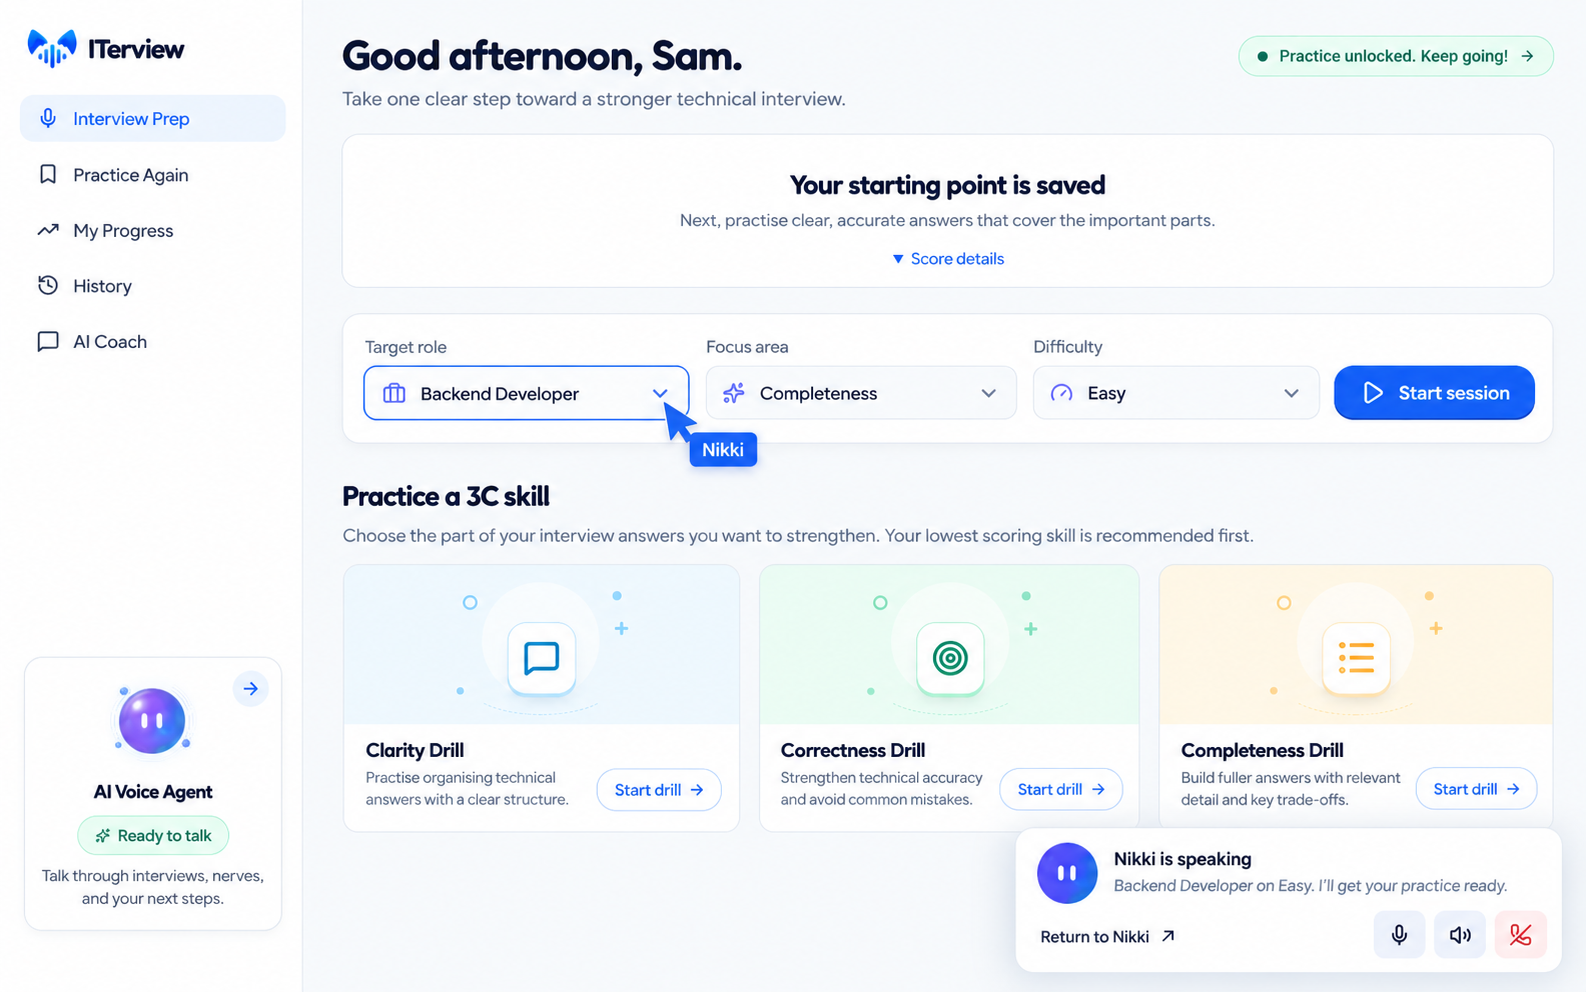 ITerview
Interview Prep
Practice Again
My Progress
History
AI Coach
AI Voice Agent
Ready to talk
Talk through interviews, nerves,
and your next steps.
Good afternoon, Sam.
Take one clear step toward a stronger technical interview.
Practice unlocked. Keep going! →
Your starting point is saved
Next, practise clear, accurate answers that cover the important parts.
▼ Score details
Target role
Backend Developer
Focus area
Completeness
Difficulty
Easy
Start session
Nikki
Practice a 3C skill
Choose the part of your interview answers you want to strengthen. Your lowest scoring skill is recommended first.
Clarity Drill
Practise organising technical
answers with a clear structure.
Start drill →
Correctness Drill
Strengthen technical accuracy
and avoid common mistakes.
Start drill →
Completeness Drill
Build fuller answers with relevant
detail and key trade-offs.
Start drill →
Nikki is speaking
Backend Developer on Easy. I'll get your practice ready.
Return to Nikki ↗